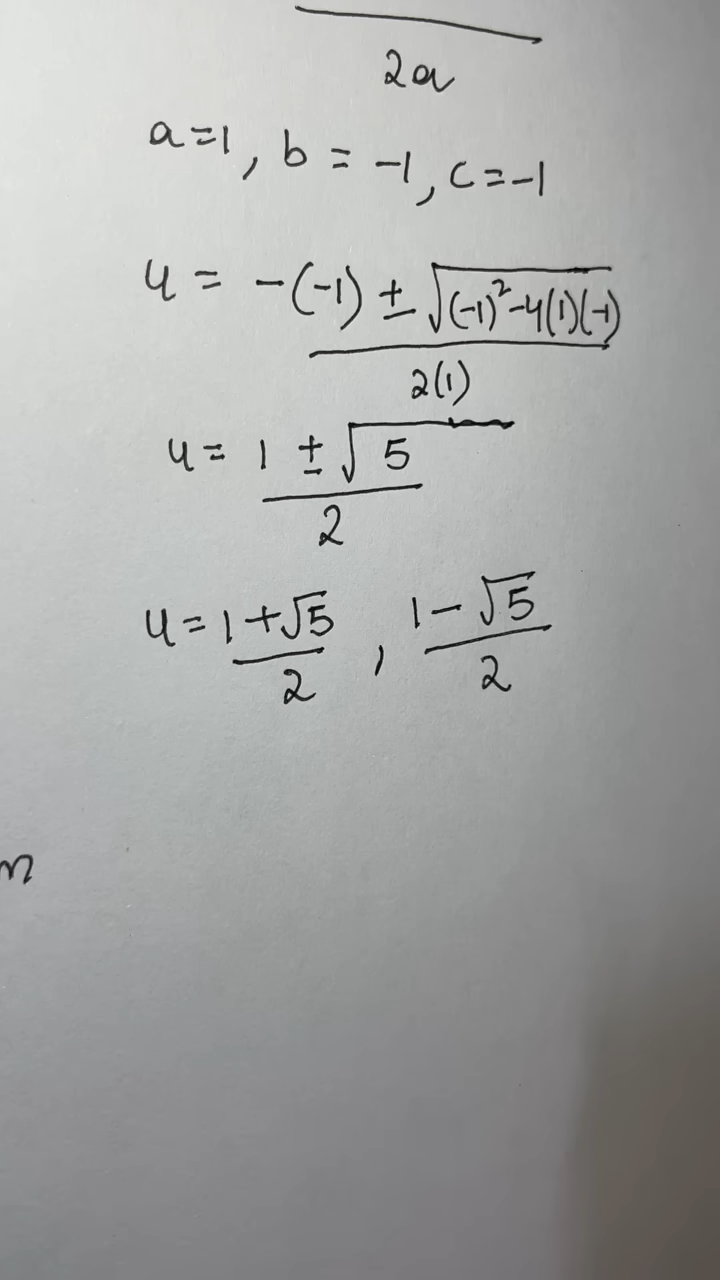 2a
a=1, b = -1, c=-1
u = -(-1) ± √(-1)²-4(1)(-1)
2(1)
u = 1 ± √5
2
u = 1+√5 , 1-√5
2 2
n